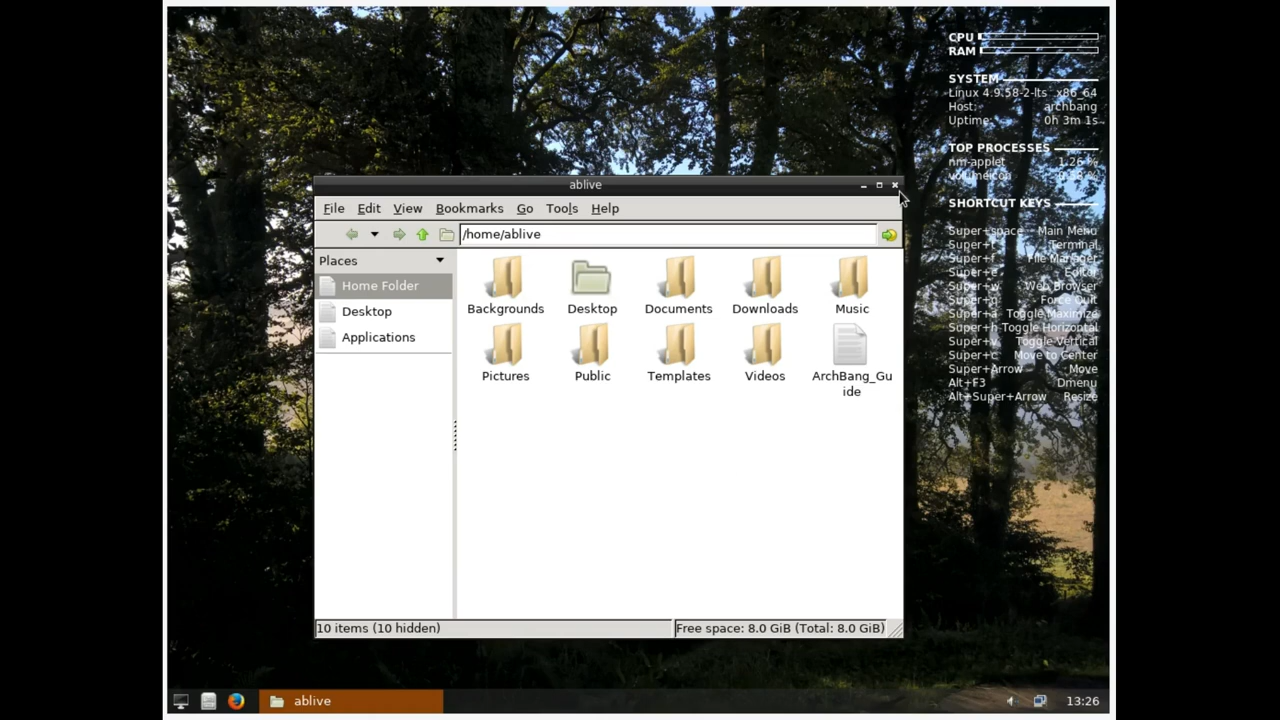 CPU
RAM
SYSTEM
Linux 4.9.58-2-lts x86_64
Host: archbang
Uptime: 0h 3m 1s
TOP PROCESSES
nm-applet 1.26 %
volumeicon
SHORTCUT KEYS
Super+space Main Menu
Super+t Terminal
Super+f File Manager
Super+e Editor
Super+w Web Browser
Super+q Force Quit
Super+a Toggle Maximize
Super+h Toggle Horizontal
Super+v Toggle Vertical
Super+c Move to Center
Super+Arrow Move
Alt+F3 Dmenu
Alt+Super+Arrow Resize
ablive
File Edit View Bookmarks Go Tools Help
/home/ablive
Places
Home Folder
Desktop
Applications
Backgrounds Desktop Documents Downloads Music
Pictures Public Templates Videos ArchBang_Gu
ide
10 items (10 hidden) Free space: 8.0 GiB (Total: 8.0 GiB)
ablive 13:26